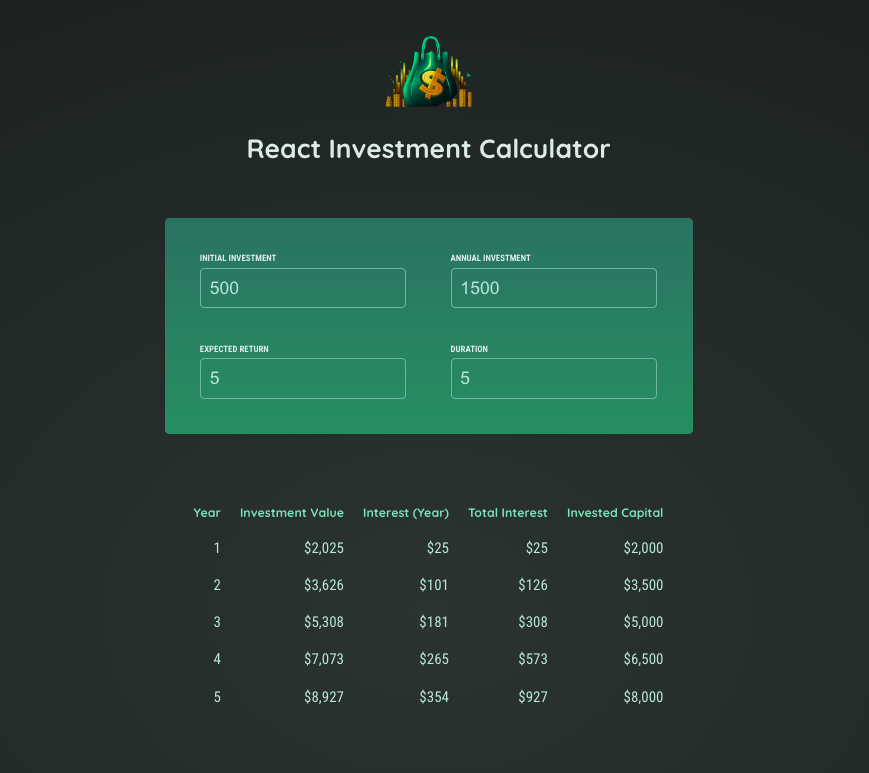 $
React Investment Calculator
INITIAL INVESTMENT ANNUAL INVESTMENT
500 1500
EXPECTED RETURN DURATION
5 5
Year Investment Value Interest (Year) Total Interest Invested Capital
1 $2,025 $25 $25 $2,000
2 $3,626 $101 $126 $3,500
3 $5,308 $181 $308 $5,000
4 $7,073 $265 $573 $6,500
5 $8,927 $354 $927 $8,000